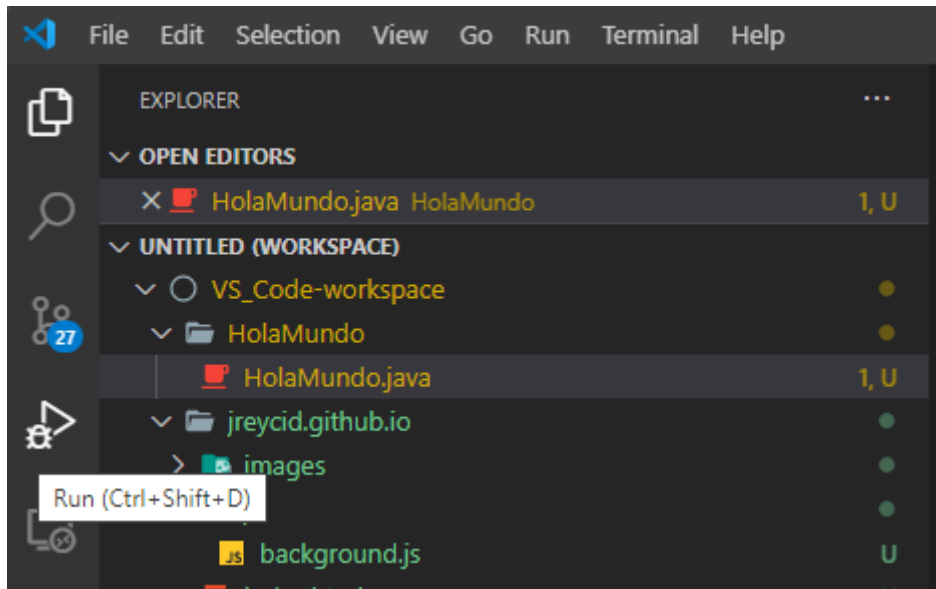 File Edit Selection View Go Run Terminal Help
EXPLORER ...
OPEN EDITORS
HolaMundo.java HolaMundo 1, U
UNTITLED (WORKSPACE)
VS_Code-workspace
27
HolaMundo
HolaMundo.java 1, U
jreycid.github.io
images
Run (Ctrl+Shift+D)
JS background.js U